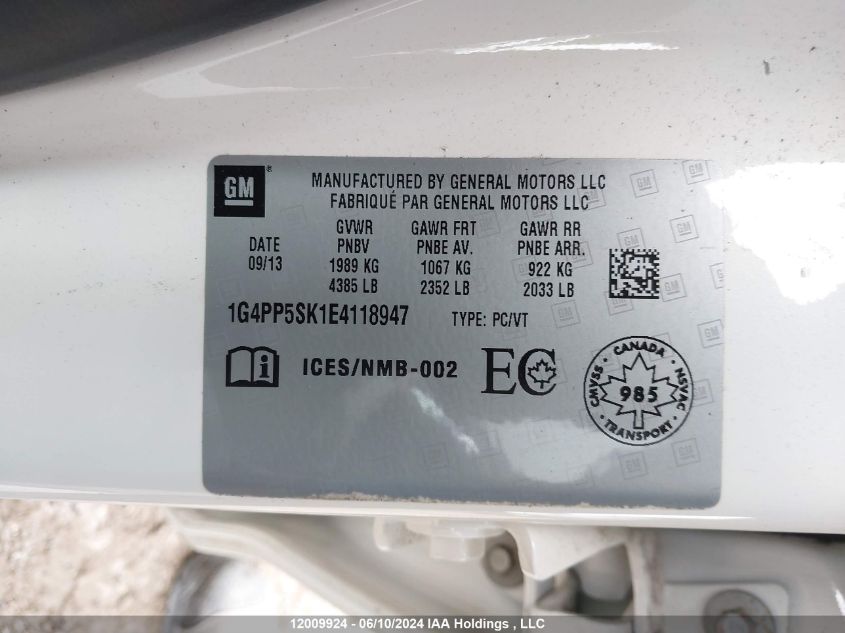 GM ®
MANUFACTURED BY GENERAL MOTORS LLC
FABRIQUÉ PAR GENERAL MOTORS LLC
DATE GVWR GAWR FRT GAWR RR
09/13 PNBV PNBE AV. PNBE ARR.
1989 KG 1067 KG 922 KG
4385 LB 2352 LB 2033 LB
1G4PP5SK1E4118947 TYPE: PC/VT
ICES/NMB-002 EC
CANADA
CMVSS 985 NSVAC
TRANSPORT
12009924 - 06/10/2024 IAA Holdings , LLC